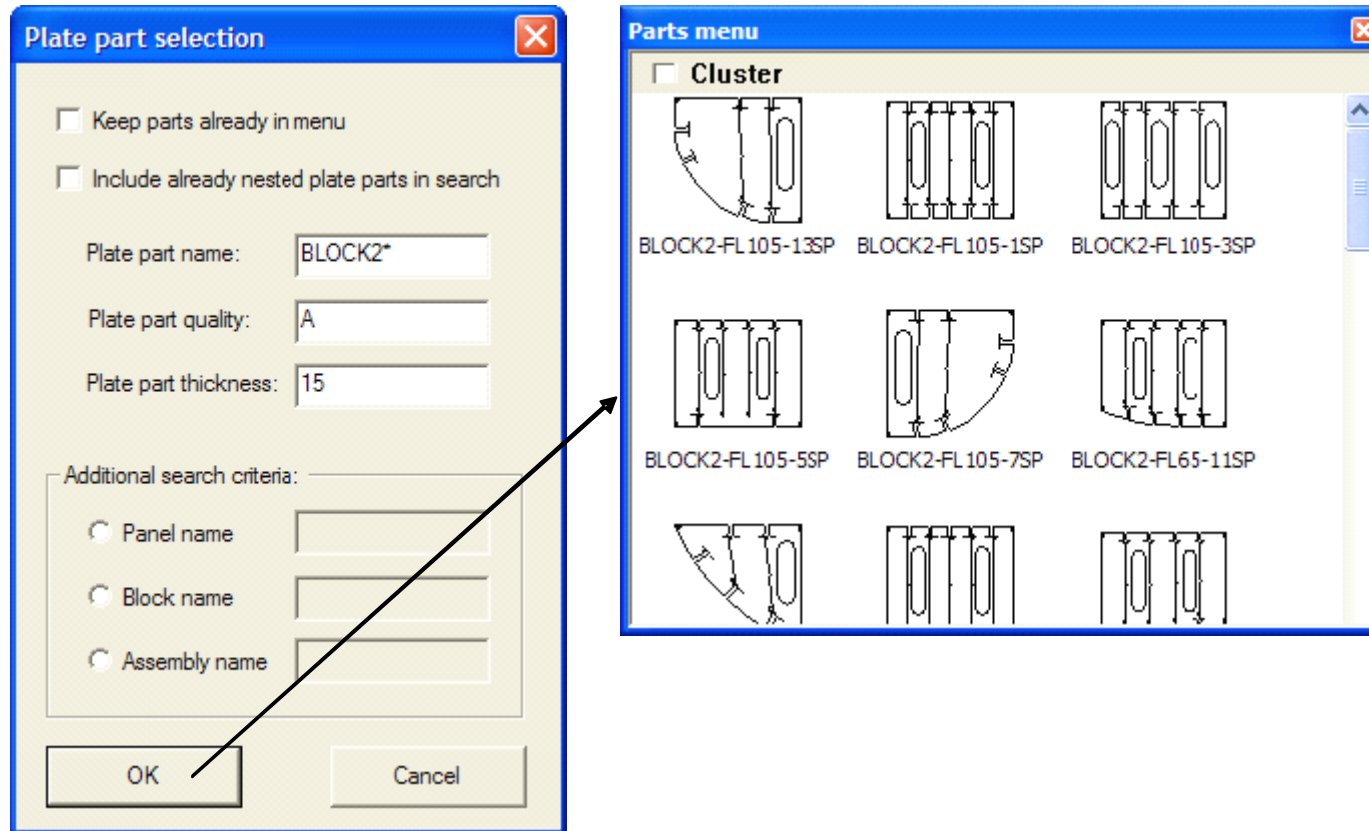 Plate part selection
Keep parts already in menu
Include already nested plate parts in search
Plate part name: BLOCK2*
Plate part quality: A
Plate part thickness: 15
Additional search criteria:
Panel name
Block name
Assembly name
OK Cancel
Parts menu
Cluster
BLOCK2-FL105-13SP BLOCK2-FL105-1SP BLOCK2-FL105-3SP
BLOCK2-FL105-5SP BLOCK2-FL105-7SP BLOCK2-FL65-11SP